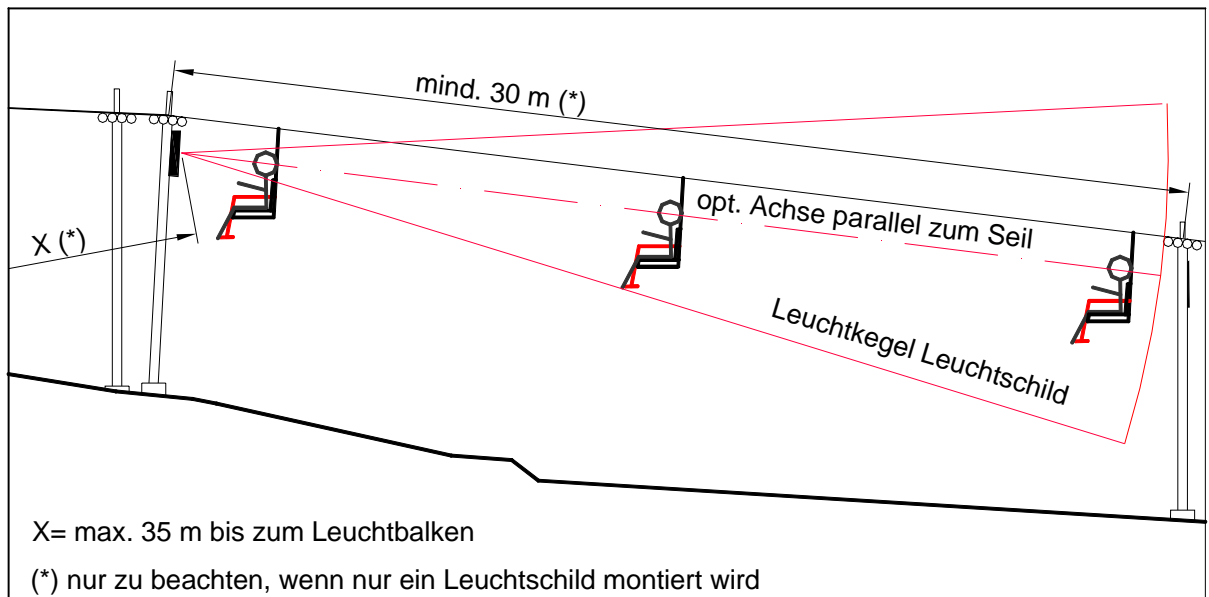 mind. 30 m (*)
X (*)
opt. Achse parallel zum Seil
Leuchtkegel Leuchtschild
X= max. 35 m bis zum Leuchtbalken
(*) nur zu beachten, wenn nur ein Leuchtschild montiert wird